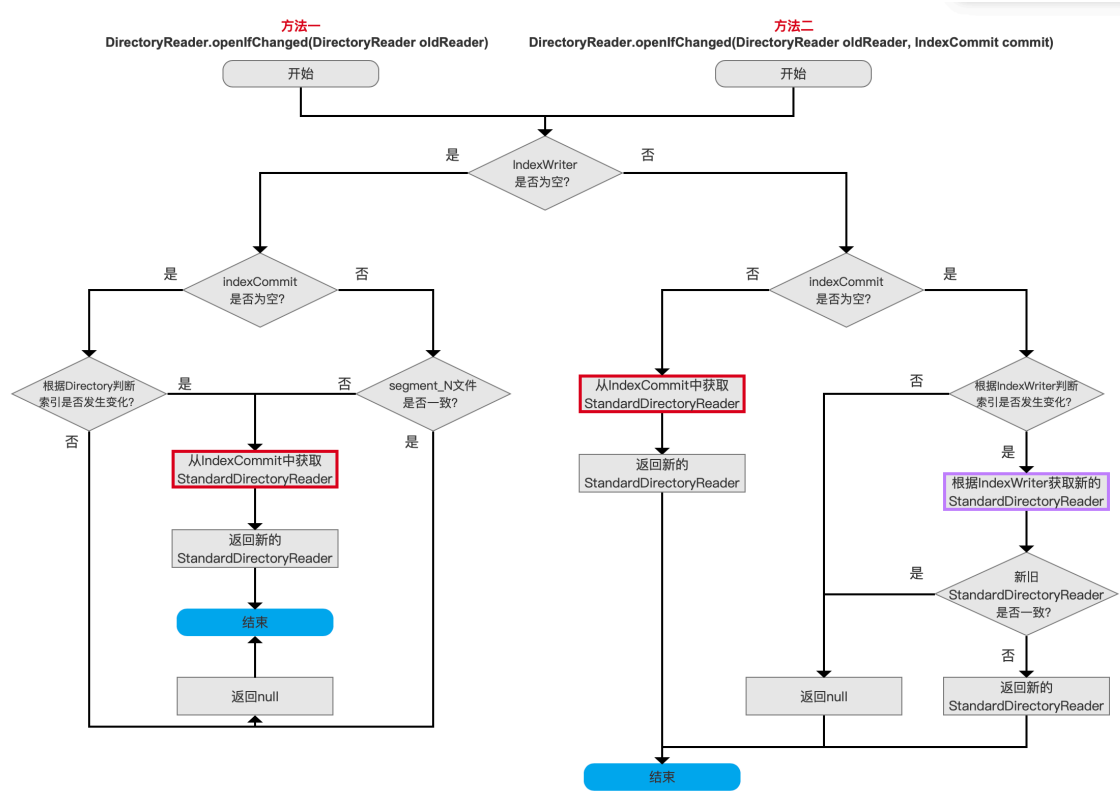 方法一
DirectoryReader.openIfChanged(DirectoryReader oldReader)
方法二
DirectoryReader.openIfChanged(DirectoryReader oldReader, IndexCommit commit)
开始
开始
IndexWriter
是否为空?
是
否
indexCommit
是否为空?
是
否
indexCommit
是否为空?
否
是
根据Directory判断
索引是否发生变化?
是
否
segment_N文件
是否一致?
否
是
从IndexCommit中获取
StandardDirectoryReader
返回新的
StandardDirectoryReader
结束
返回null
从IndexCommit中获取
StandardDirectoryReader
返回新的
StandardDirectoryReader
根据IndexWriter判断
索引是否发生变化?
否
是
根据IndexWriter获取新的
StandardDirectoryReader
新旧
StandardDirectoryReader
是否一致?
是
否
返回null
返回新的
StandardDirectoryReader
结束